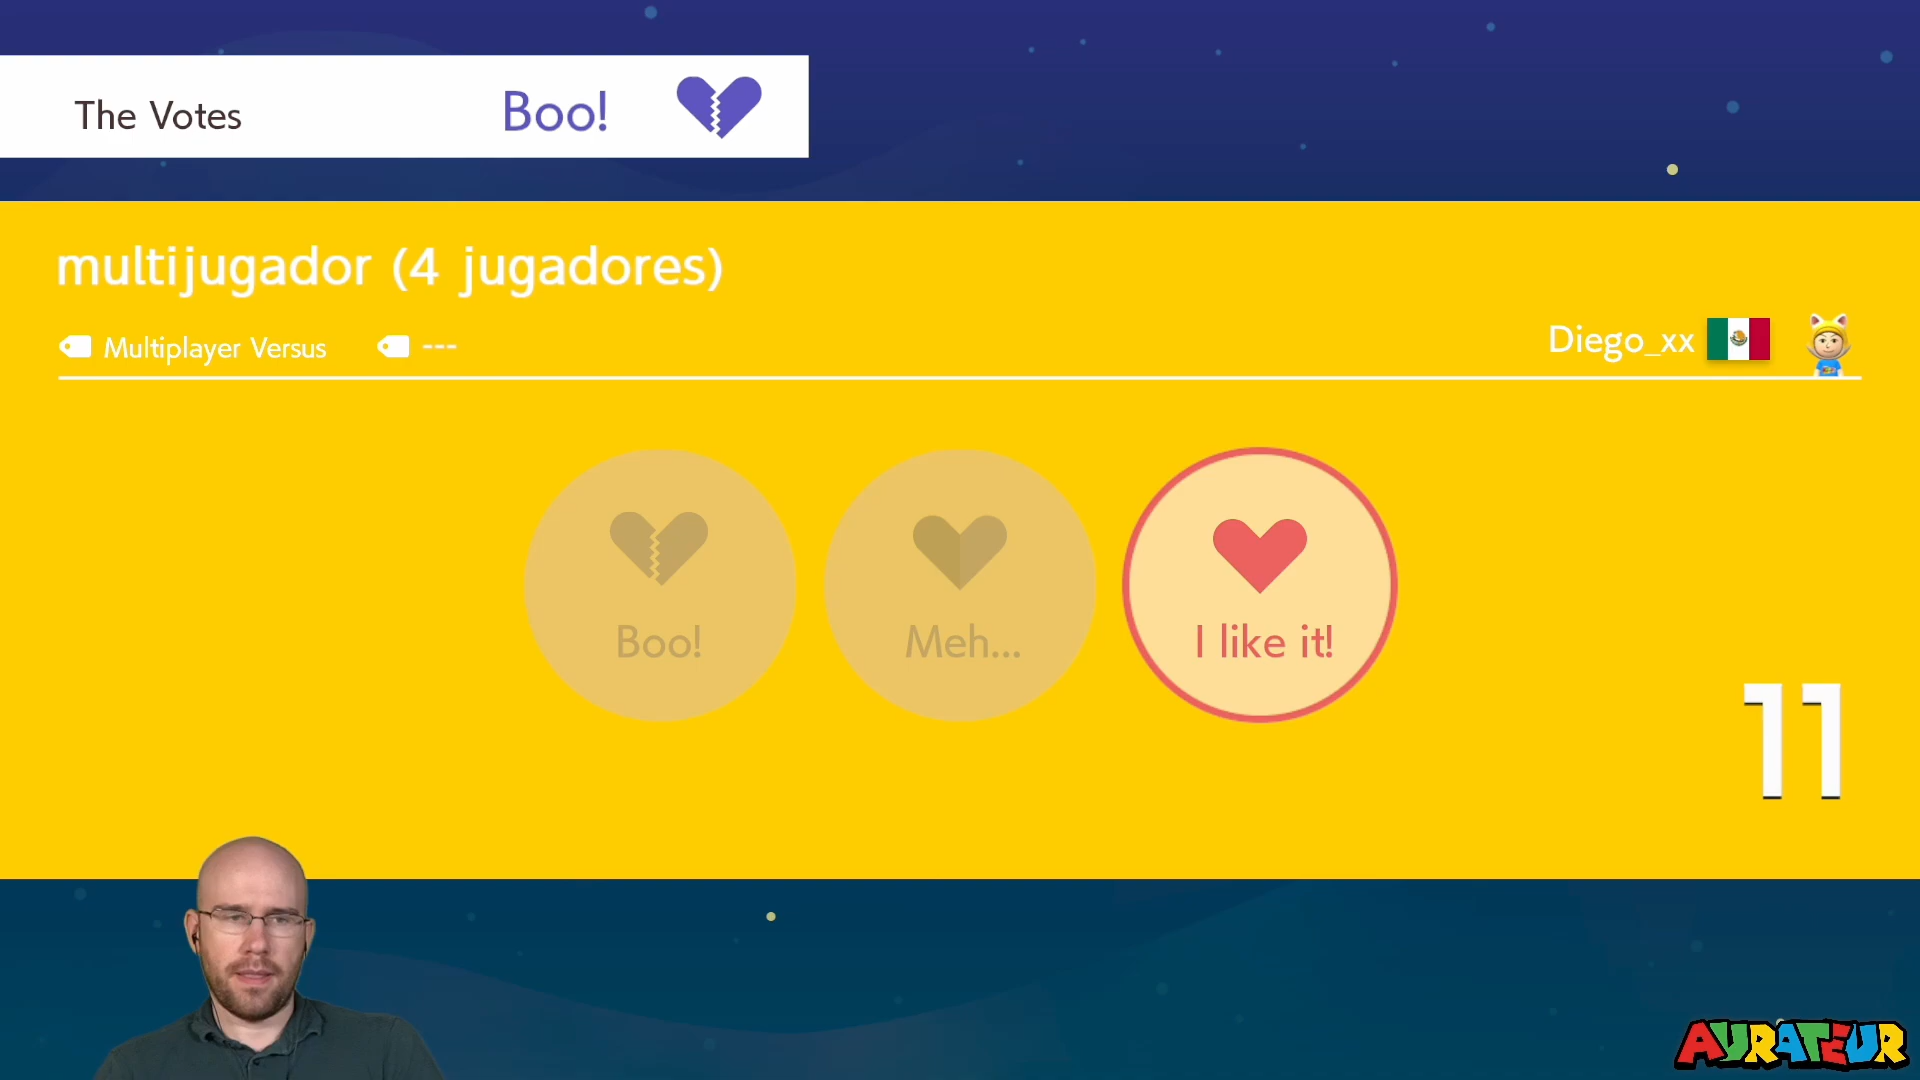 The Votes Boo!
multijugador (4 jugadores)
Multiplayer Versus ---
Diego_xx
Boo! Meh... I like it!
11
AURATEUR